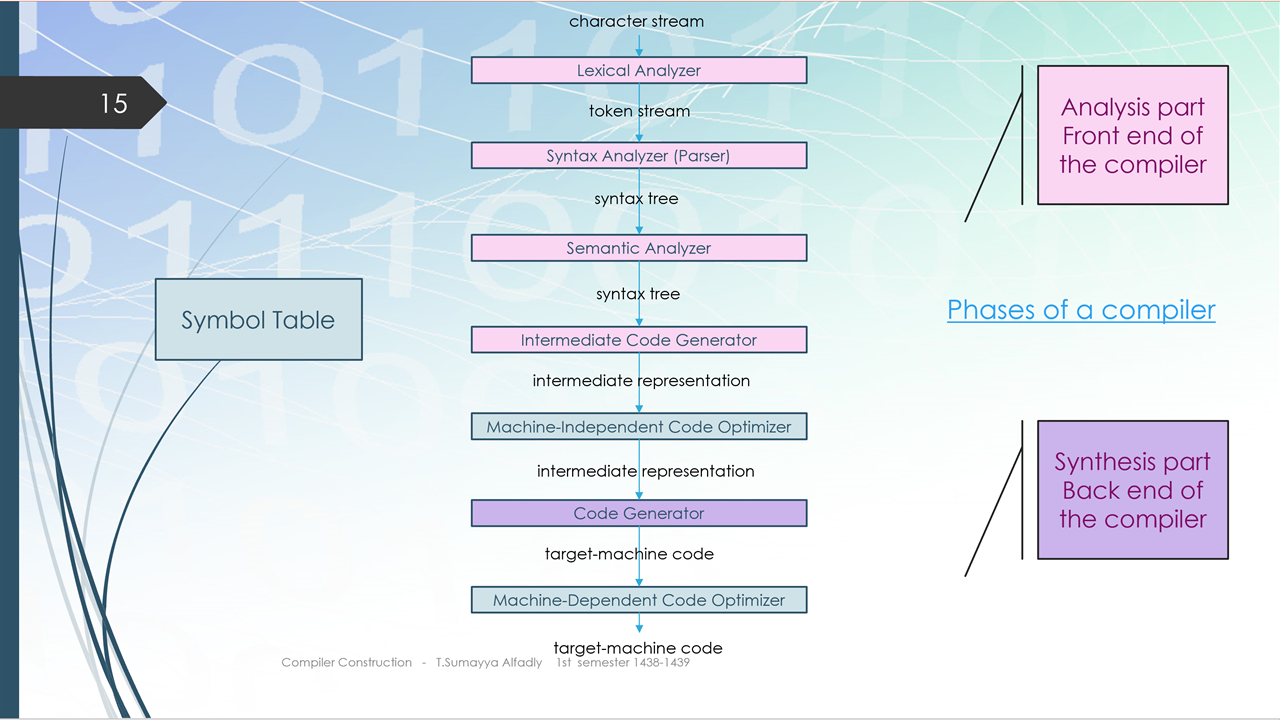 15
character stream
Lexical Analyzer
token stream
Syntax Analyzer (Parser)
syntax tree
Semantic Analyzer
syntax tree
Intermediate Code Generator
intermediate representation
Machine-Independent Code Optimizer
intermediate representation
Code Generator
target-machine code
Machine-Dependent Code Optimizer
target-machine code
Symbol Table
Analysis part
Front end of
the compiler
Phases of a compiler
Synthesis part
Back end of
the compiler
Compiler Construction - T.Sumayya Alfadly 1st semester 1438-1439